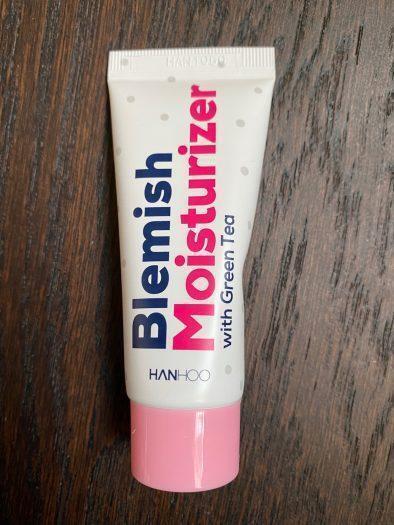 Blemish
Moisturizer
with Green Tea
HANHOO